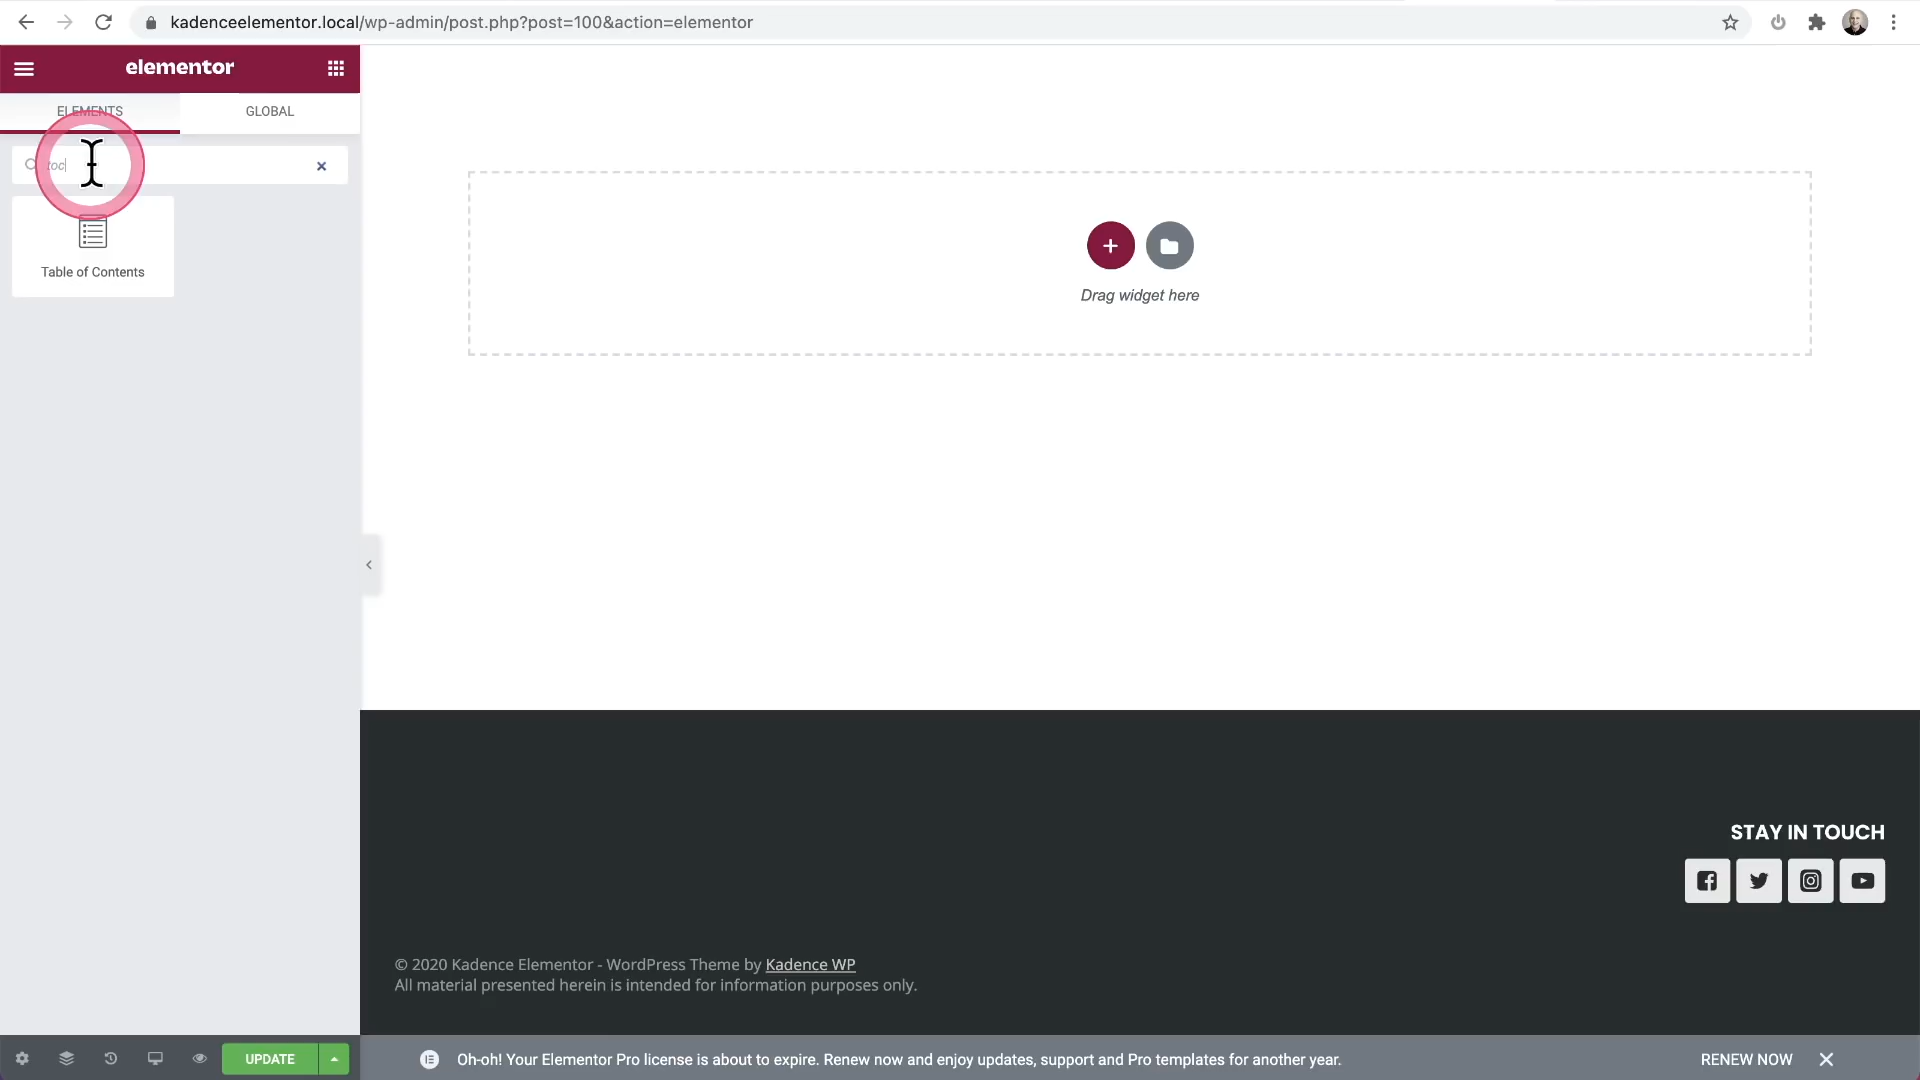 kadenceelementor.local/wp-admin/post.php?post=100&action=elementor
elementor
ELEMENTS
GLOBAL
toc
Table of Contents
Drag widget here
STAY IN TOUCH
© 2020 Kadence Elementor - WordPress Theme by Kadence WP
All material presented herein is intended for information purposes only.
UPDATE
Oh-oh! Your Elementor Pro license is about to expire. Renew now and enjoy updates, support and Pro templates for another year.
RENEW NOW